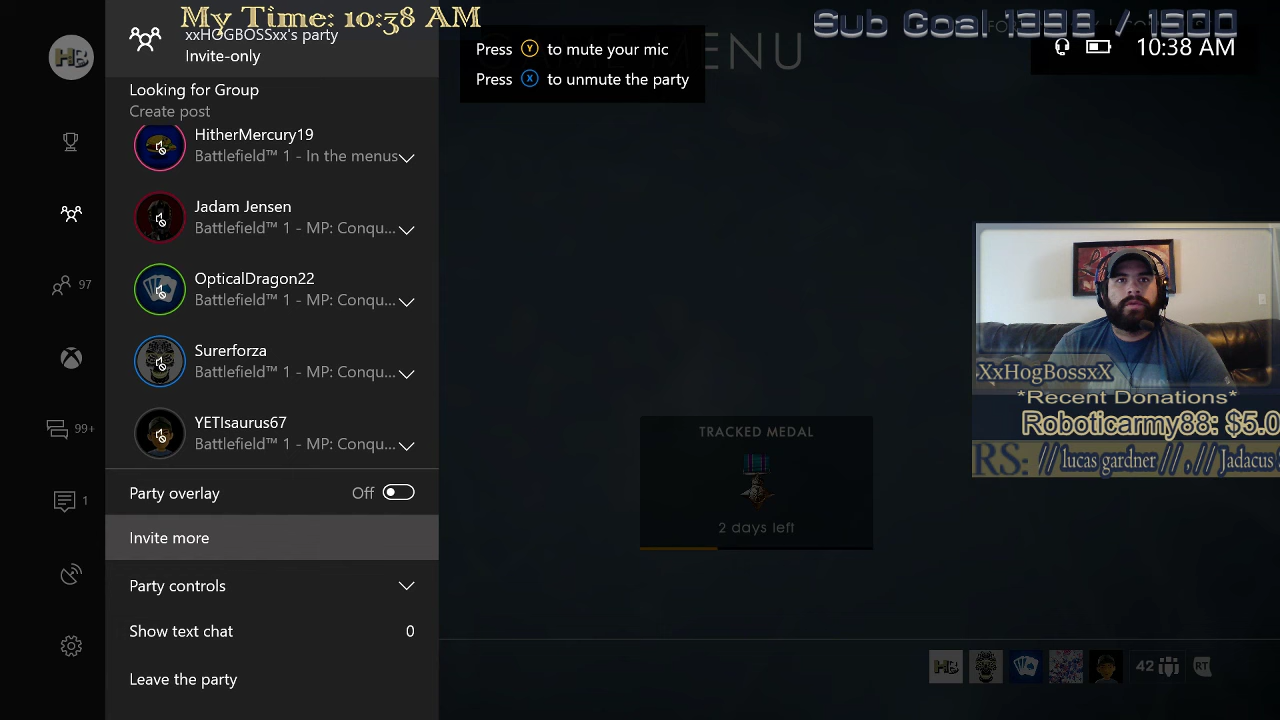 My Time: 10:38 AM
Sub Goal 1398 / 1500
xxHOGBOSSxx's party
Invite-only
Looking for Group
Create post
HitherMercury19
Battlefield™ 1 - In the menus
Jadam Jensen
Battlefield™ 1 - MP: Conqu...
OpticalDragon22
Battlefield™ 1 - MP: Conqu...
Surerforza
Battlefield™ 1 - MP: Conqu...
YETIsaurus67
Battlefield™ 1 - MP: Conqu...
Party overlay Off
Invite more
Party controls
Show text chat 0
Leave the party
HB
97
99+
1
Press Y to mute your mic
Press X to unmute the party
MENU
10:38 AM
XxHogBossxX
*Recent Donations*
Roboticarmy88: $5.0
RS: // lucas gardner // , // Jadacus
TRACKED MEDAL
2 days left
HB
42
RT